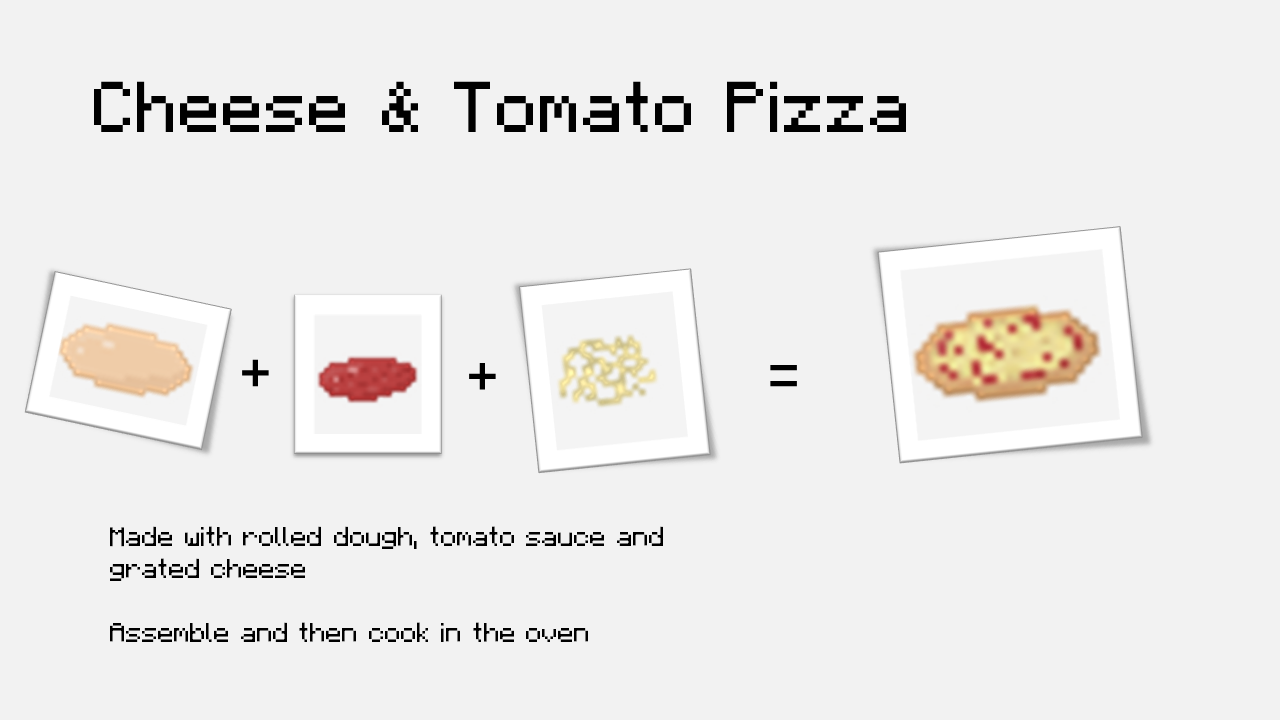 Cheese & Tomato Pizza
+ + =
Made with rolled dough, tomato sauce and
grated cheese
Assemble and then cook in the oven